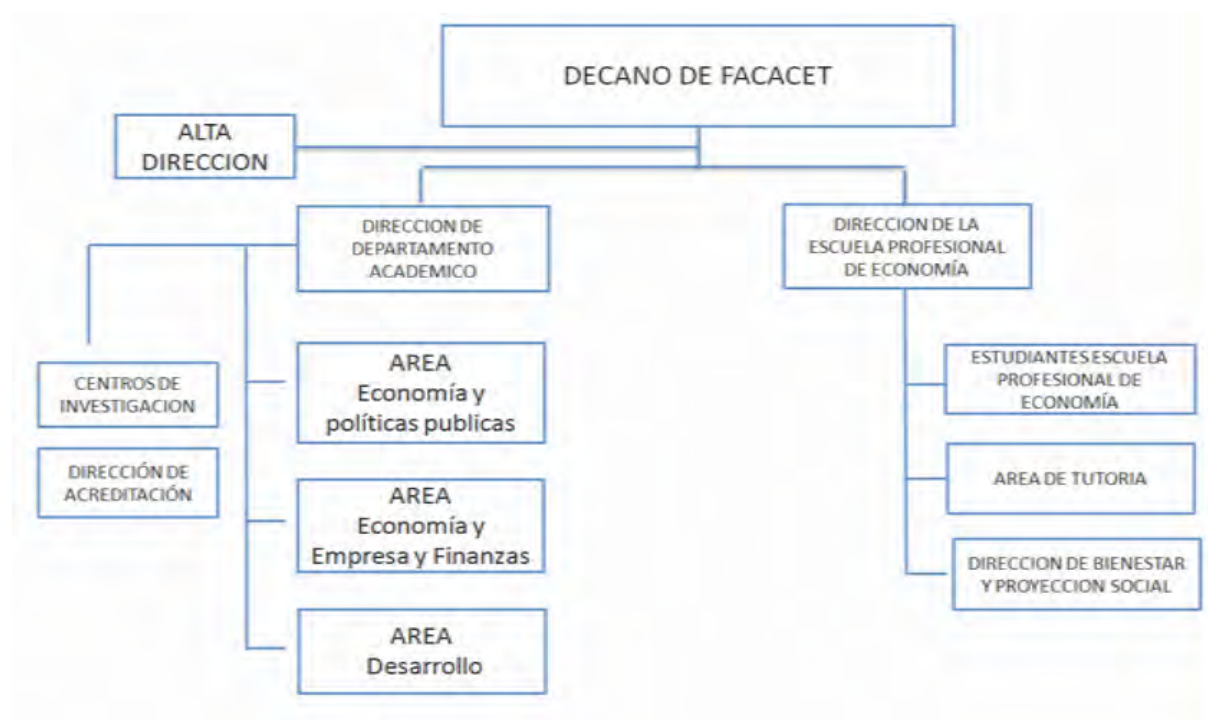 DECANO DE FACACET
ALTA
DIRECCION
DIRECCION DE
DEPARTAMENTO
ACADEMICO
DIRECCION DE LA
ESCUELA PROFESIONAL
DE ECONOMÍA
CENTROS DE
INVESTIGACION
DIRECCIÓN DE
ACREDITACIÓN
AREA
Economía y
políticas publicas
AREA
Economía y
Empresa y Finanzas
AREA
Desarrollo
ESTUDIANTES ESCUELA
PROFESIONAL DE
ECONOMÍA
AREA DE TUTORIA
DIRECCION DE BIENESTAR
Y PROYECCION SOCIAL